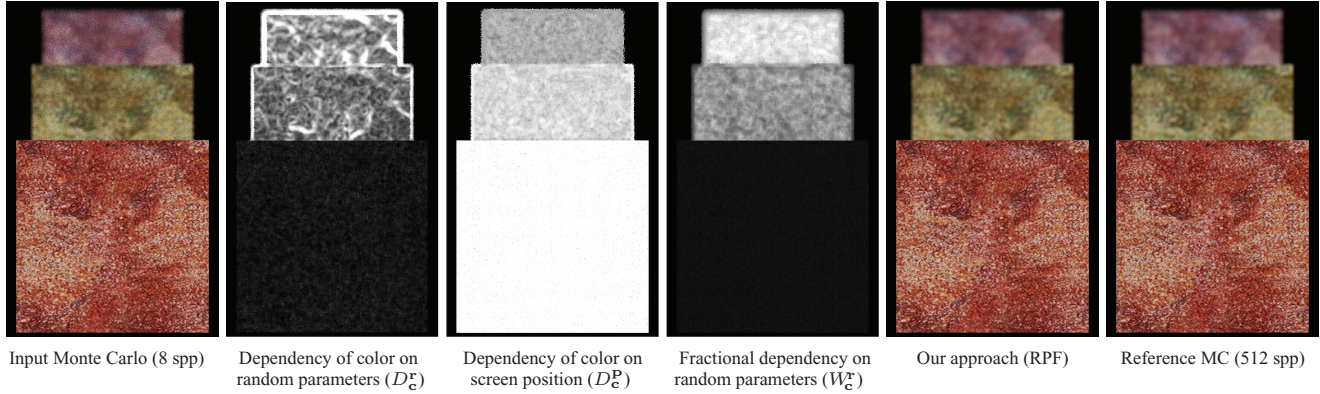 Input Monte Carlo (8 spp)
Dependency of color on
random parameters (D_c^r)
Dependency of color on
screen position (D_c^P)
Fractional dependency on
random parameters (W_c^r)
Our approach (RPF)
Reference MC (512 spp)